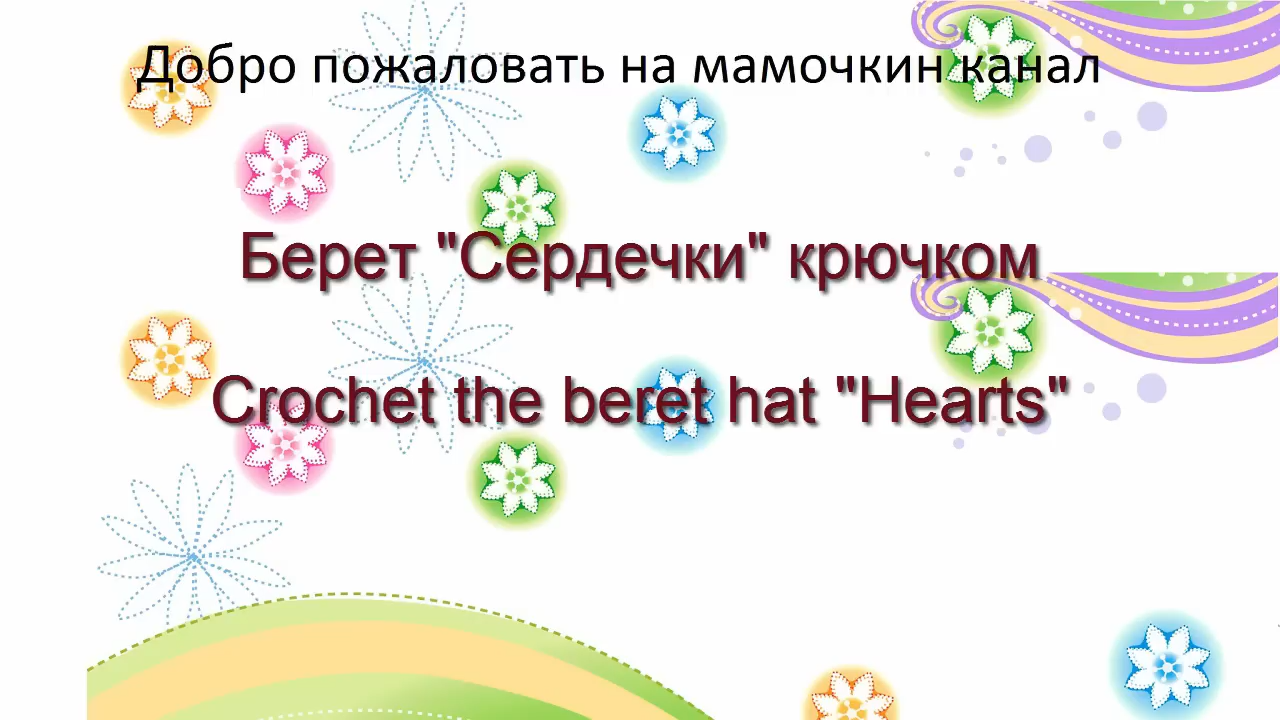 Добро пожаловать на мамочкин канал
Берет "Сердечки" крючком
Crochet the beret hat "Hearts"